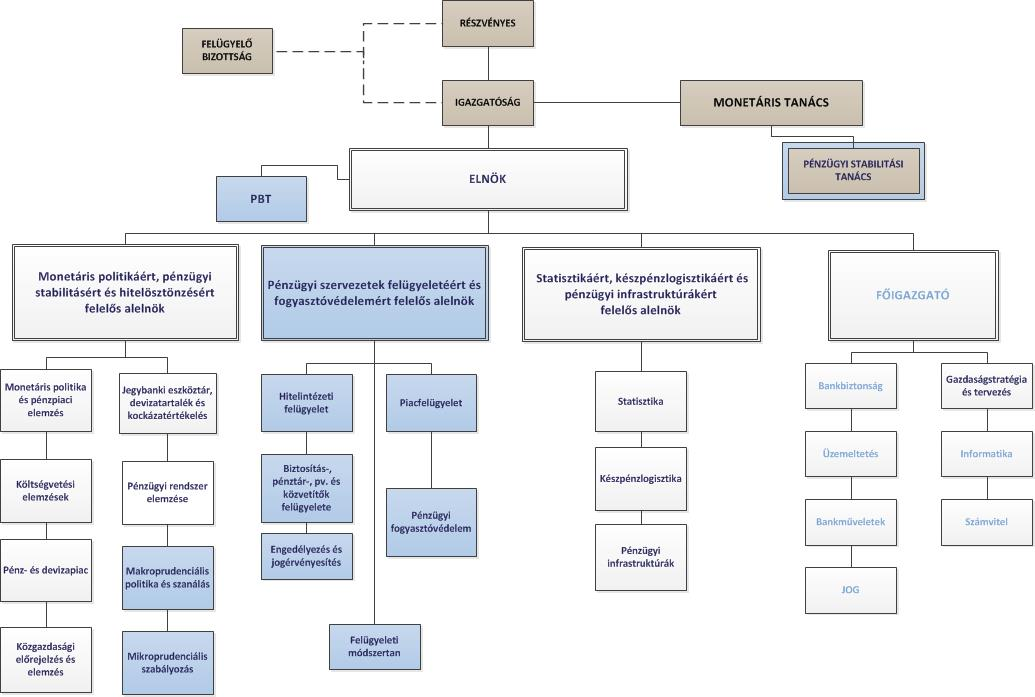 RÉSZVÉNYES
FELÜGYELŐ
BIZOTTSÁG
IGAZGATÓSÁG
MONETÁRIS TANÁCS
PÉNZÜGYI STABILITÁSI
TANÁCS
ELNÖK
PBT
Monetáris politikáért, pénzügyi
stabilitásért és hitelösztönzésért
felelős alelnök
Pénzügyi szervezetek felügyeletéért és
fogyasztóvédelemért felelős alelnök
Statisztikáért, készpénzlogisztikáért és
pénzügyi infrastruktúrákért
felelős alelnök
FŐIGAZGATÓ
Monetáris politika
és pénzpiaci
elemzés
Költségvetési
elemzések
Pénz- és devizapiac
Közgazdasági
előrejelzés és
elemzés
Jegybanki eszköztár,
devizatartalék és
kockázatértékelés
Pénzügyi rendszer
elemzése
Makroprudenciális
politika és szanálás
Mikroprudenciális
szabályozás
Hitelintézeti
felügyelet
Biztosítás-,
pénztár-, pv. és
közvetítők
felügyelete
Engedélyezés és
jogérvényesítés
Piacfelügyelet
Pénzügyi
fogyasztóvédelem
Felügyeleti
módszertan
Statisztika
Készpénzlogisztika
Pénzügyi
infrastruktúrák
Bankbiztonság
Üzemeltetés
Bankműveletek
JOG
Gazdaságstratégia
és tervezés
Informatika
Számvitel